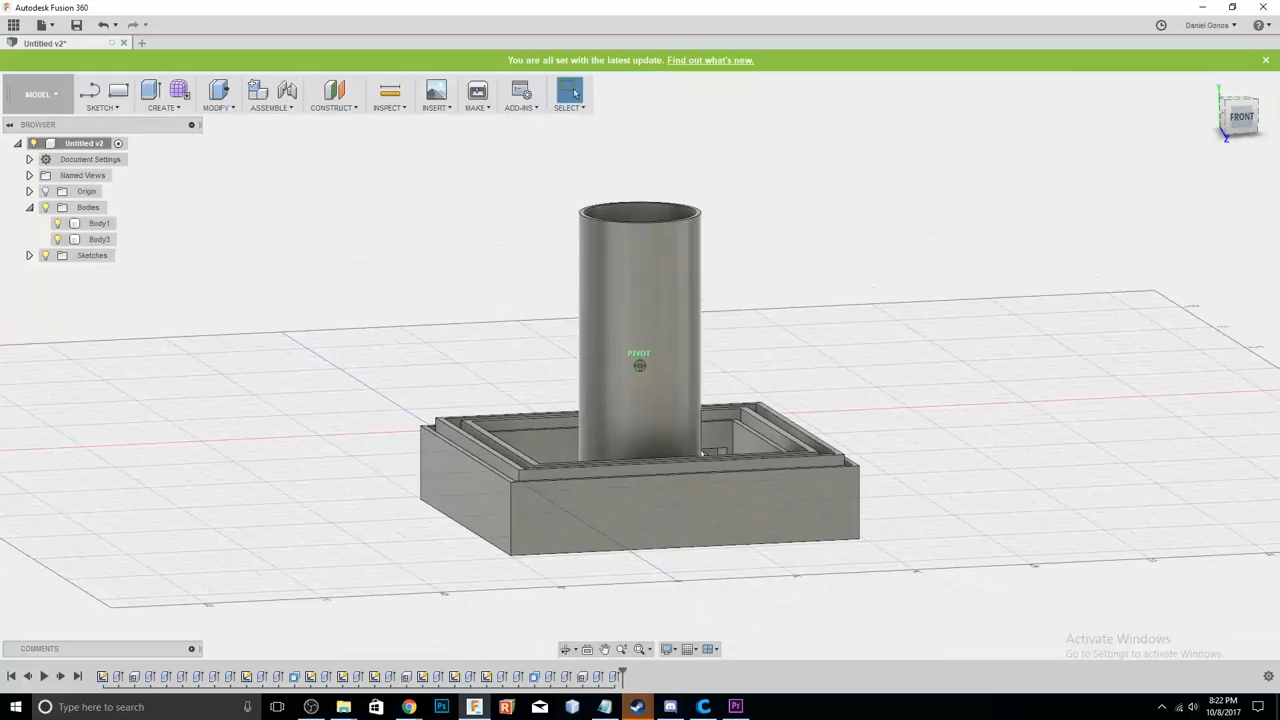 Autodesk Fusion 360
Daniel Gonos
Untitled v2*
You are all set with the latest update. Find out what's new.
MODEL
SKETCH
CREATE
MODIFY
ASSEMBLE
CONSTRUCT
INSPECT
INSERT
MAKE
ADD-INS
SELECT
BROWSER
Untitled v2
Document Settings
Named Views
Origin
Bodies
Body1
Body3
Sketches
Y
FRONT
Z
PIVOT
COMMENTS
Activate Windows
Go to Settings to activate Windows.
Type here to search
8:22 PM
10/8/2017